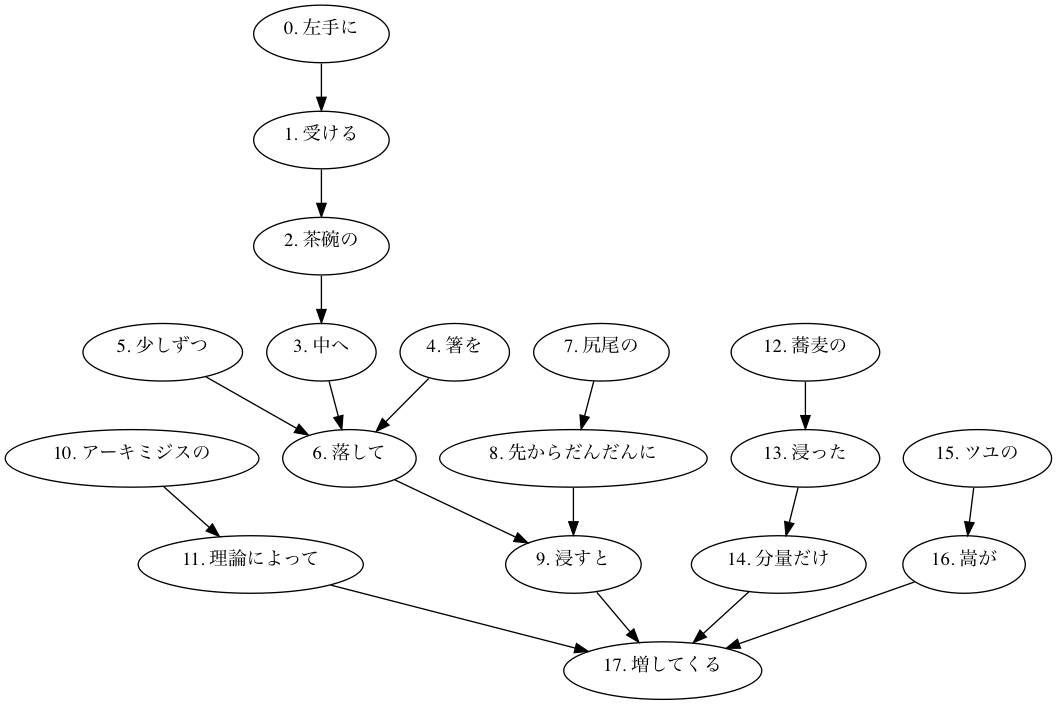 0. 左手に
1. 受ける
2. 茶碗の
5. 少しずつ
3. 中へ
4. 箸を
7. 尻尾の
12. 蕎麦の
10. アーキミジスの
6. 落して
8. 先からだんだんに
13. 浸った
15. ツユの
11. 理論によって
9. 浸すと
14. 分量だけ
16. 嵩が
17. 増してくる